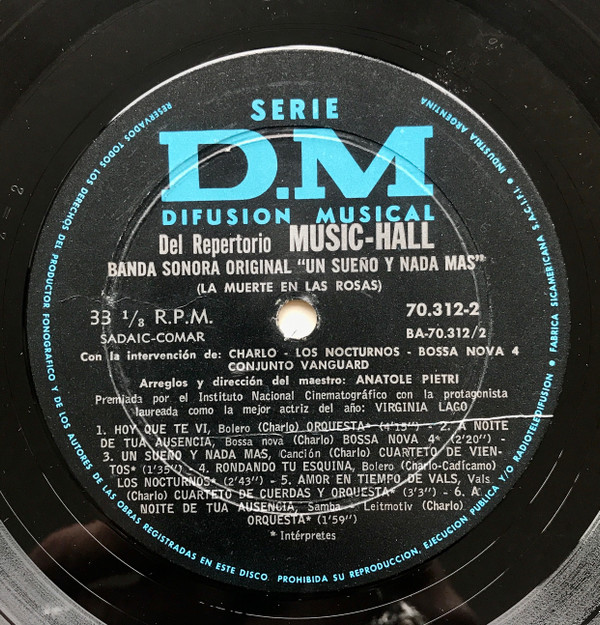 SERIE
D.M
DIFUSION MUSICAL
Del Repertorio MUSIC-HALL
BANDA SONORA ORIGINAL "UN SUEÑO Y NADA MAS"
(LA MUERTE EN LAS ROSAS)
33 ⅓ R.P.M.
SADAIC-COMAR
70.312-2
BA-70.312/2
Con la intervención de: CHARLO - LOS NOCTURNOS - BOSSA NOVA 4
CONJUNTO VANGUARD
Arreglos y dirección del maestro: ANATOLE PIETRI
Premiada por el Instituto Nacional Cinematográfico con la protagonista
laureada como la mejor actriz del año: VIRGINIA LAGO
1. HOY QUE TE VI, Bolero (Charlo) ORQUESTA* (4'15") - 2. A NOITE
DE TUA AUSENCIA, Bossa nova (Charlo) BOSSA NOVA 4* (2'20") -
3. UN SUEÑO Y NADA MAS, Canción (Charlo) CUARTETO DE VIEN-
TOS* (1'35") - 4. RONDANDO TU ESQUINA, Bolero (Charlo-Cadícamo)
LOS NOCTURNOS* (2'43") - 5. AMOR EN TIEMPO DE VALS, Vals
(Charlo) CUARTETO DE CUERDAS Y ORQUESTA* (3'3") - 6. A
NOITE DE TUA AUSENCIA, Samba - Leitmotiv (Charlo)
ORQUESTA* (1'59")
* Intérpretes
RESERVADOS TODOS LOS DERECHOS DEL PRODUCTOR FONOGRAFICO Y DE LOS AUTORES DE LAS OBRAS REGISTRADAS EN ESTE DISCO. PROHIBIDA SU REPRODUCCION, EJECUCION PUBLICA Y/O RADIOTELEDIFUSION • FABRICA SICAMERICANA S.A.C.I.F.I. • INDUSTRIA ARGENTINA